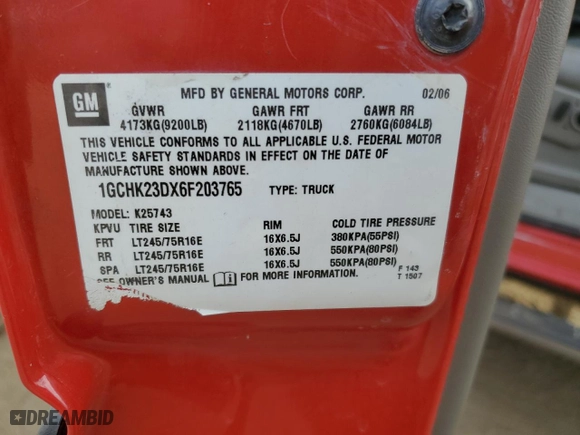 GM
MFD BY GENERAL MOTORS CORP. 02/06
GVWR GAWR FRT GAWR RR
4173KG(9200LB) 2118KG(4670LB) 2760KG(6084LB)
THIS VEHICLE CONFORMS TO ALL APPLICABLE U.S. FEDERAL MOTOR
VEHICLE SAFETY STANDARDS IN EFFECT ON THE DATE OF
MANUFACTURE SHOWN ABOVE.
1GCHK23DX6F203765 TYPE: TRUCK
MODEL: K25743
KPVU TIRE SIZE RIM COLD TIRE PRESSURE
FRT LT245/75R16E 16X6.5J 380KPA(55PSI)
RR LT245/75R16E 16X6.5J 550KPA(80PSI)
SPA LT245/75R16E 16X6.5J 550KPA(80PSI)
SEE OWNER'S MANUAL FOR MORE INFORMATION.
F 143
T 1507
DREAMBID